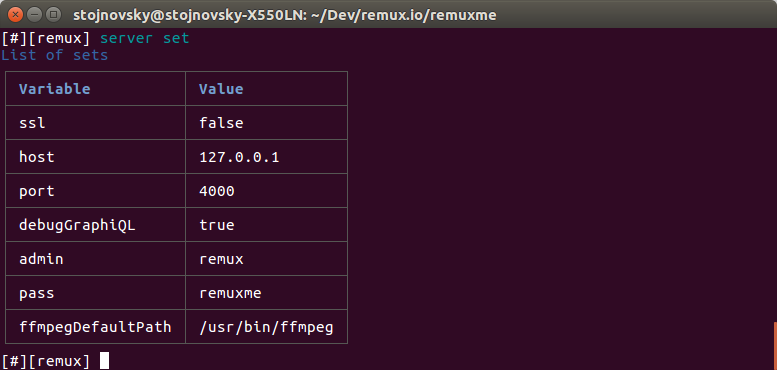 stojnovsky@stojnovsky-X550LN: ~/Dev/remux.io/remuxme
[#][remux] server set
List of sets
Variable Value
ssl false
host 127.0.0.1
port 4000
debugGraphiQL true
admin remux
pass remuxme
ffmpegDefaultPath /usr/bin/ffmpeg
[#][remux]